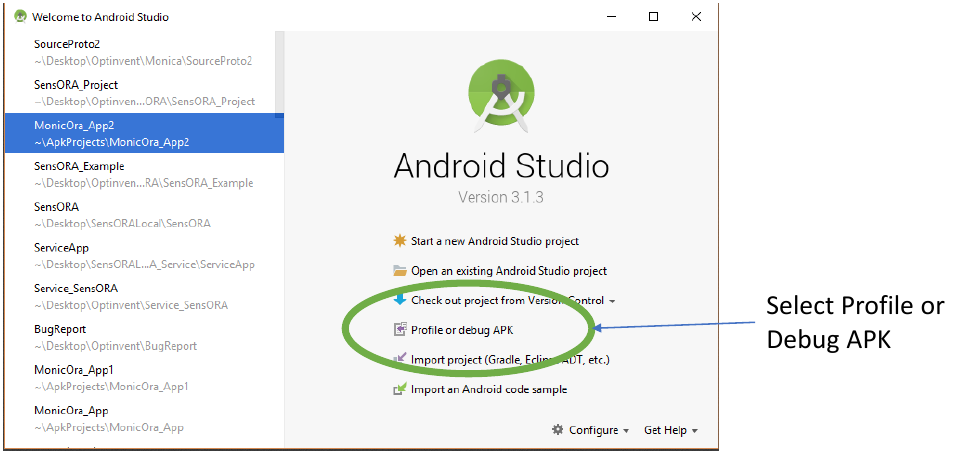 Welcome to Android Studio
SourceProto2
~\Desktop\Optinvent\Monica\SourceProto2
SensORA_Project
~\Desktop\Optinven...ORA\SensORA_Project
MonicOra_App2
~\ApkProjects\MonicOra_App2
SensORA_Example
~\Desktop\Optinven...RA\SensORA_Example
SensORA
~\Desktop\SensORALocal\SensORA
ServiceApp
~\Desktop\SensORAL...A_Service\ServiceApp
Service_SensORA
~\Desktop\Optinvent\Service_SensORA
BugReport
~\Desktop\Optinvent\BugReport
MonicOra_App1
~\ApkProjects\MonicOra_App1
MonicOra_App
~\ApkProjects\MonicOra_App
Android Studio
Version 3.1.3
Start a new Android Studio project
Open an existing Android Studio project
Check out project from Version Control
Profile or debug APK
Import project (Gradle, Eclipse ADT, etc.)
Import an Android code sample
Configure
Get Help
Select Profile or
Debug APK